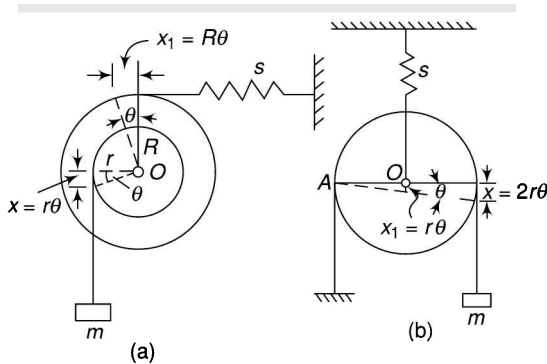 x₁ = Rθ
s
θ
R
r
O
θ
x = rθ
m
(a)
s
A
O
θ
x = 2rθ
x₁ = rθ
m
(b)